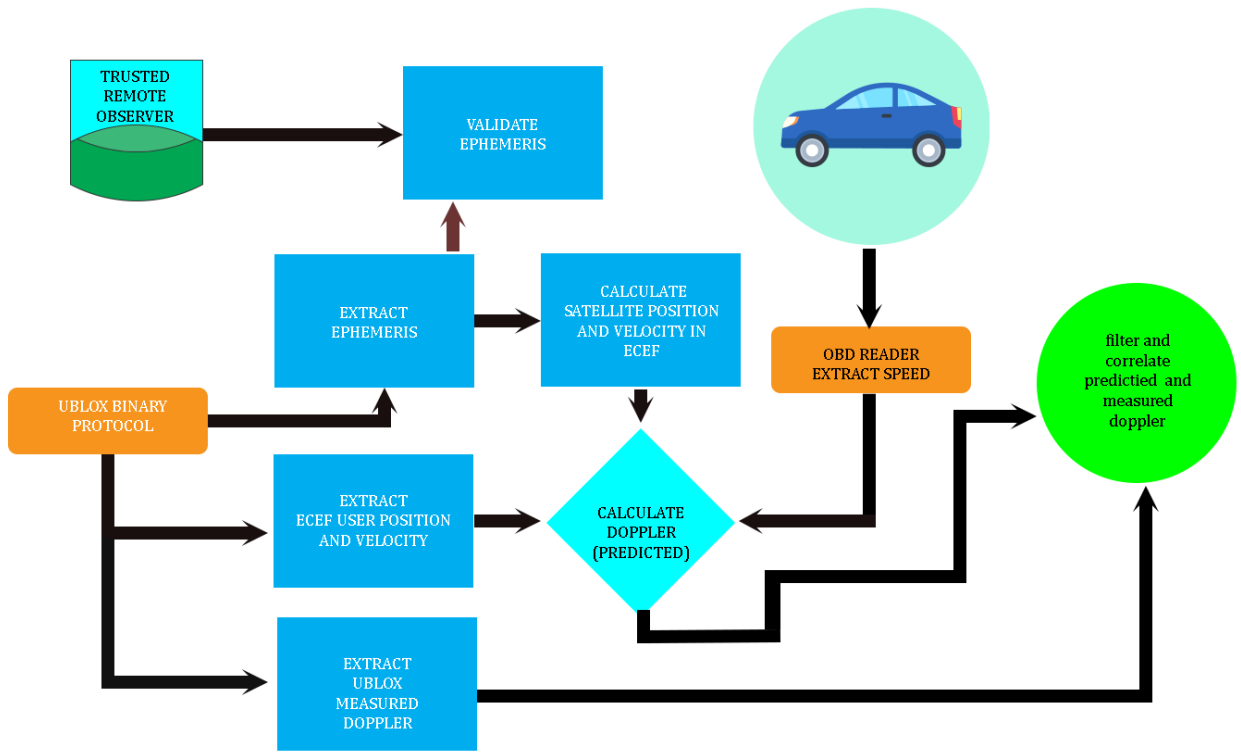 TRUSTED
REMOTE
OBSERVER
VALIDATE
EPHEMERIS
EXTRACT
EPHEMERIS
CALCULATE
SATELLITE POSITION
AND VELOCITY IN
ECEF
OBD READER
EXTRACT SPEED
filter and
correlate
predictied and
measured
doppler
UBLOX BINARY
PROTOCOL
EXTRACT
ECEF USER POSITION
AND VELOCITY
CALCULATE
DOPPLER
(PREDICTED)
EXTRACT
UBLOX
MEASURED
DOPPLER